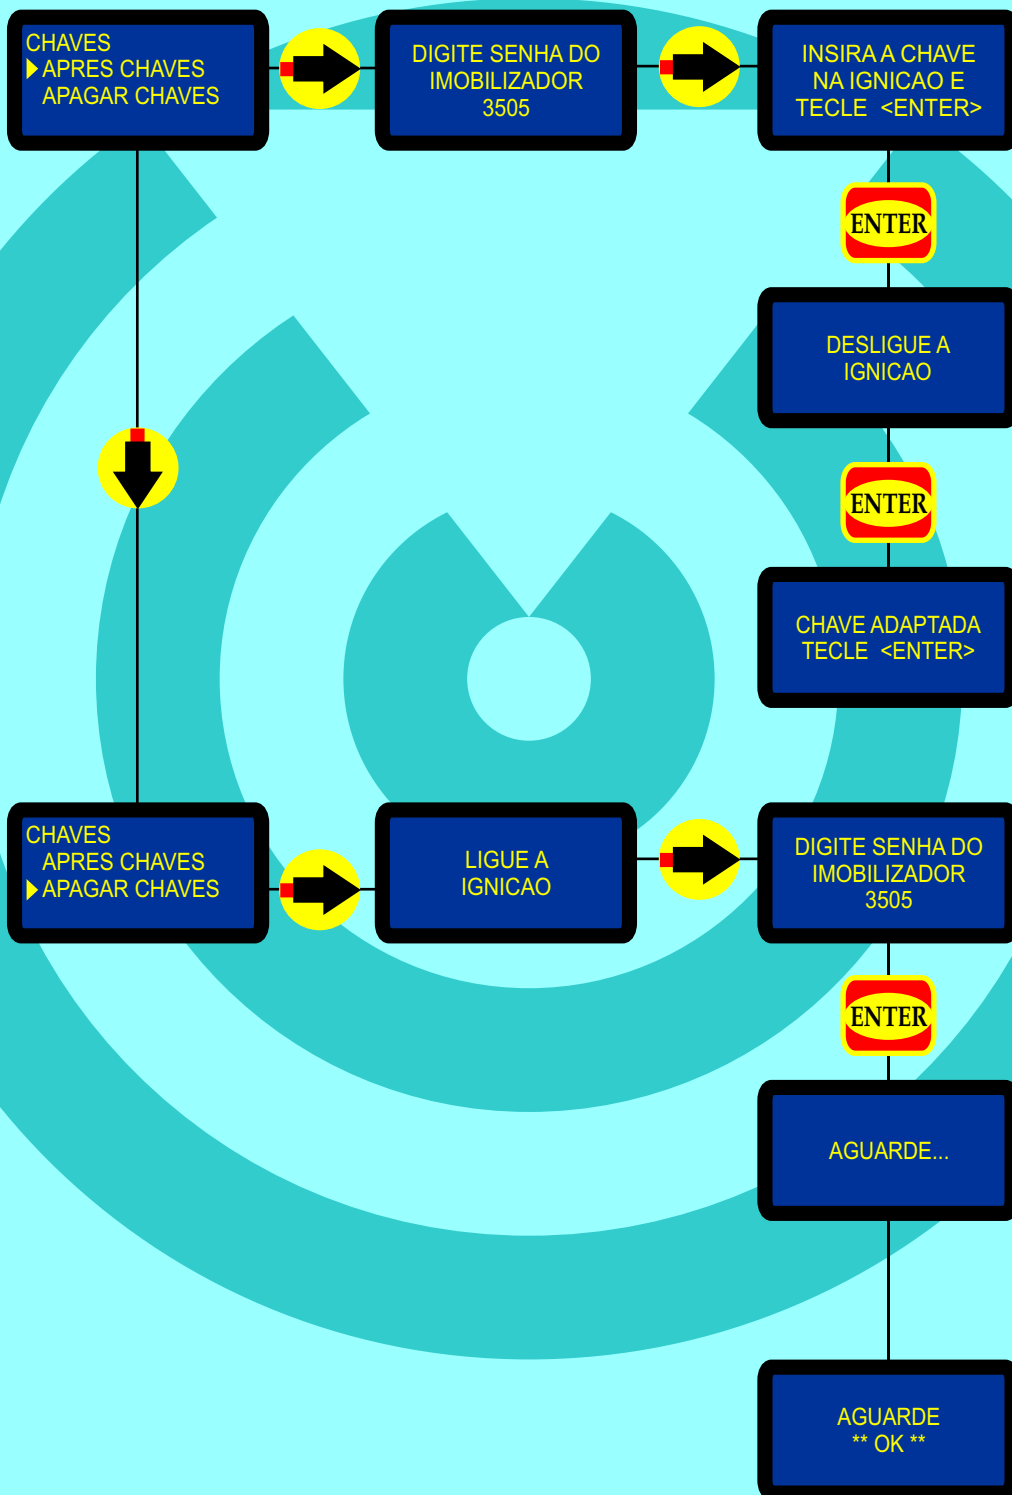 CHAVES
APRES CHAVES
APAGAR CHAVES
DIGITE SENHA DO
IMOBILIZADOR
3505
INSIRA A CHAVE
NA IGNICAO E
TECLE <ENTER>
ENTER
DESLIGUE A
IGNICAO
ENTER
CHAVE ADAPTADA
TECLE <ENTER>
CHAVES
APRES CHAVES
APAGAR CHAVES
LIGUE A
IGNICAO
DIGITE SENHA DO
IMOBILIZADOR
3505
ENTER
AGUARDE...
AGUARDE
** OK **